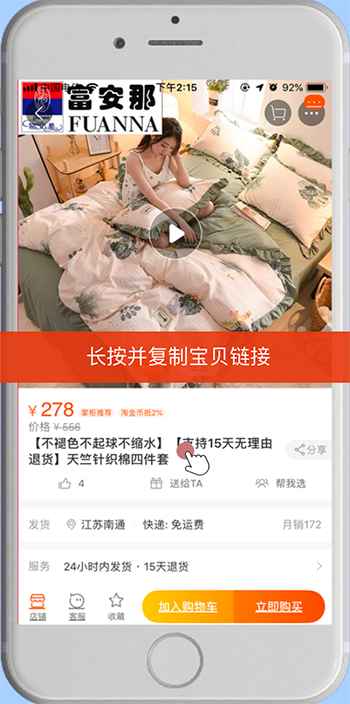 中国电信
下午2:15
92%
富安那
FUANNA
长按并复制宝贝链接
¥278 掌柜推荐 淘金币抵2%
价格 ¥556
【不褪色不起球不缩水】【支持15天无理由
退货】天竺针织棉四件套
分享
4 送给TA 帮我选
发货 江苏南通 快递: 免运费 月销172
服务 24小时内发货 · 15天退货
店铺 客服 收藏 加入购物车 立即购买